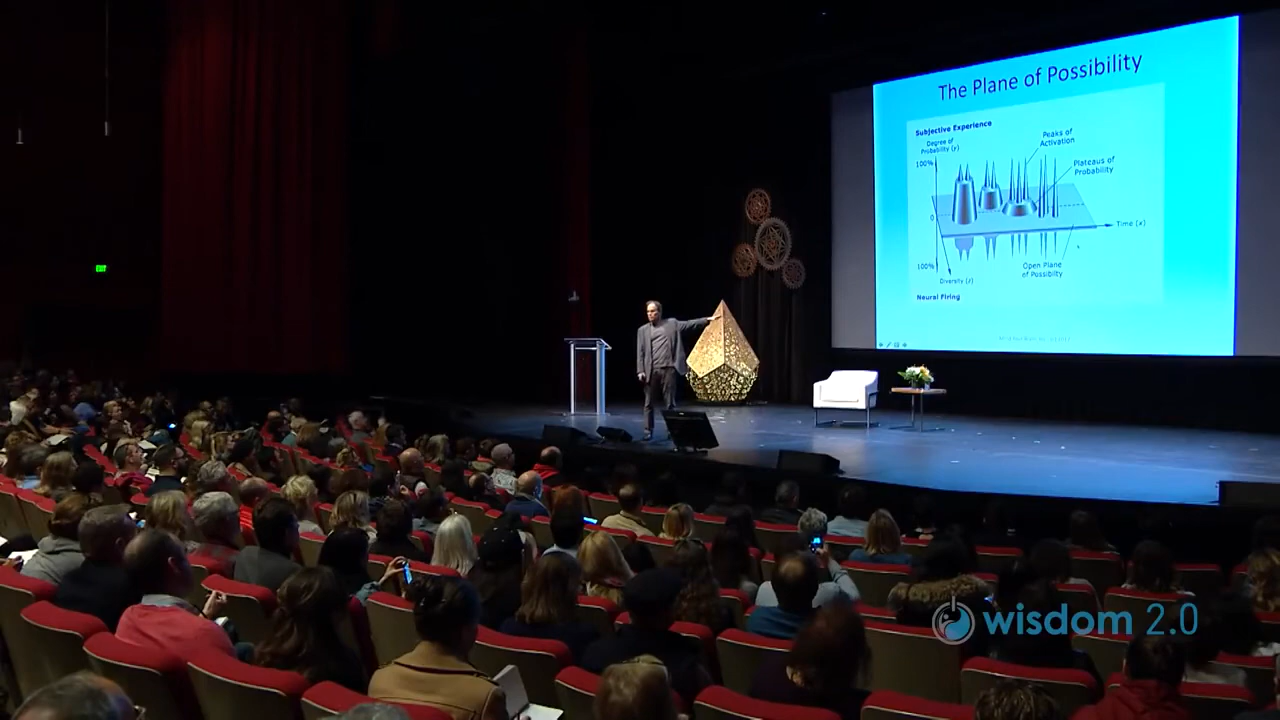 The Plane of Possibility
Subjective Experience
Degree of
Probability (y)
100%
Peaks of
Activation
Plateaus of
Probability
0
Time (x)
100%
Open Plane
of Possiblity
Diversity (z)
Neural Firing
wisdom 2.0